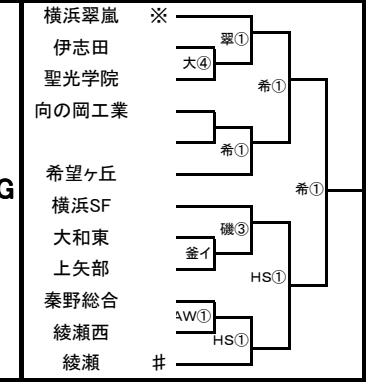 横浜翠嵐 ※
伊志田
聖光学院
向の岡工業
希望ヶ丘
横浜SF
大和東
上矢部
秦野総合
綾瀬西
綾瀬 ♯
G
翠①
大④
希①
希①
希①
磯③
釜イ
HS①
AW①
HS①